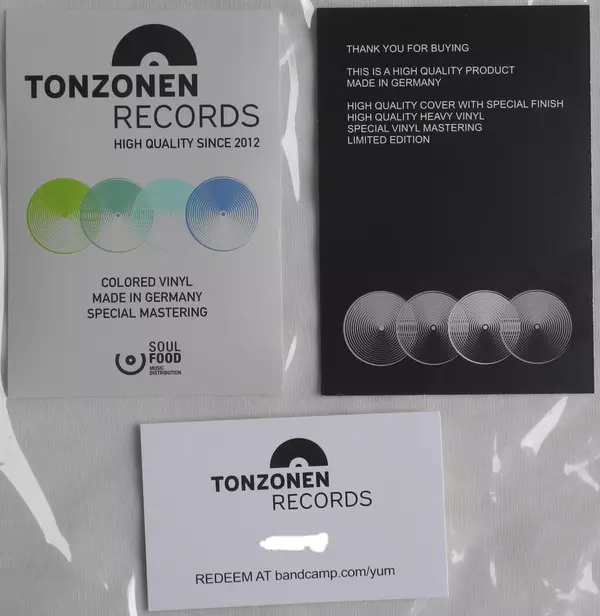 TONZONEN
RECORDS
HIGH QUALITY SINCE 2012
COLORED VINYL
MADE IN GERMANY
SPECIAL MASTERING
SOUL
FOOD
MUSIC
DISTRIBUTION
THANK YOU FOR BUYING
THIS IS A HIGH QUALITY PRODUCT
MADE IN GERMANY
HIGH QUALITY COVER WITH SPECIAL FINISH
HIGH QUALITY HEAVY VINYL
SPECIAL VINYL MASTERING
LIMITED EDITION
TONZONEN
RECORDS
REDEEM AT bandcamp.com/yum